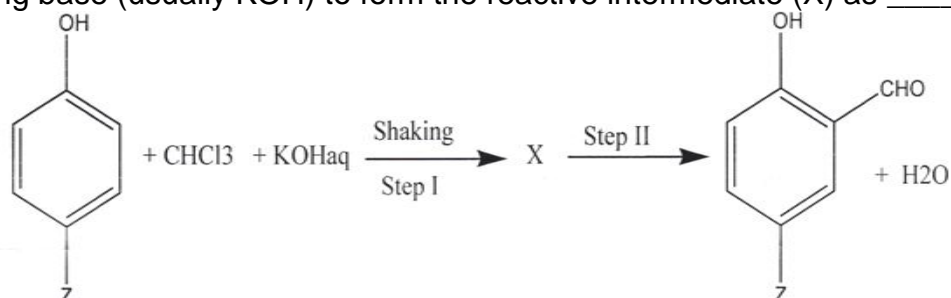 ng base (usually KOH) to form the reactive intermediate (X) as ____
OH
+ CHCl3 + KOHaq
Shaking
Step I
X
Step II
OH
CHO
+ H2O
Z
Z